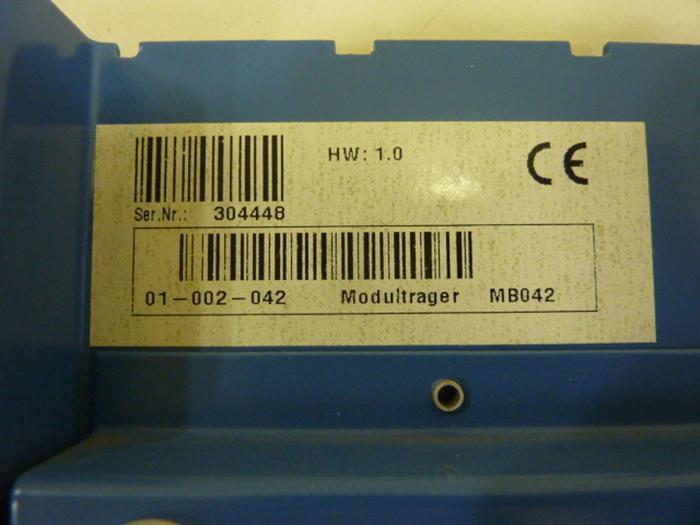 HW: 1.0
CE
Ser.Nr.: 304448
01-002-042 Modultrager MB042